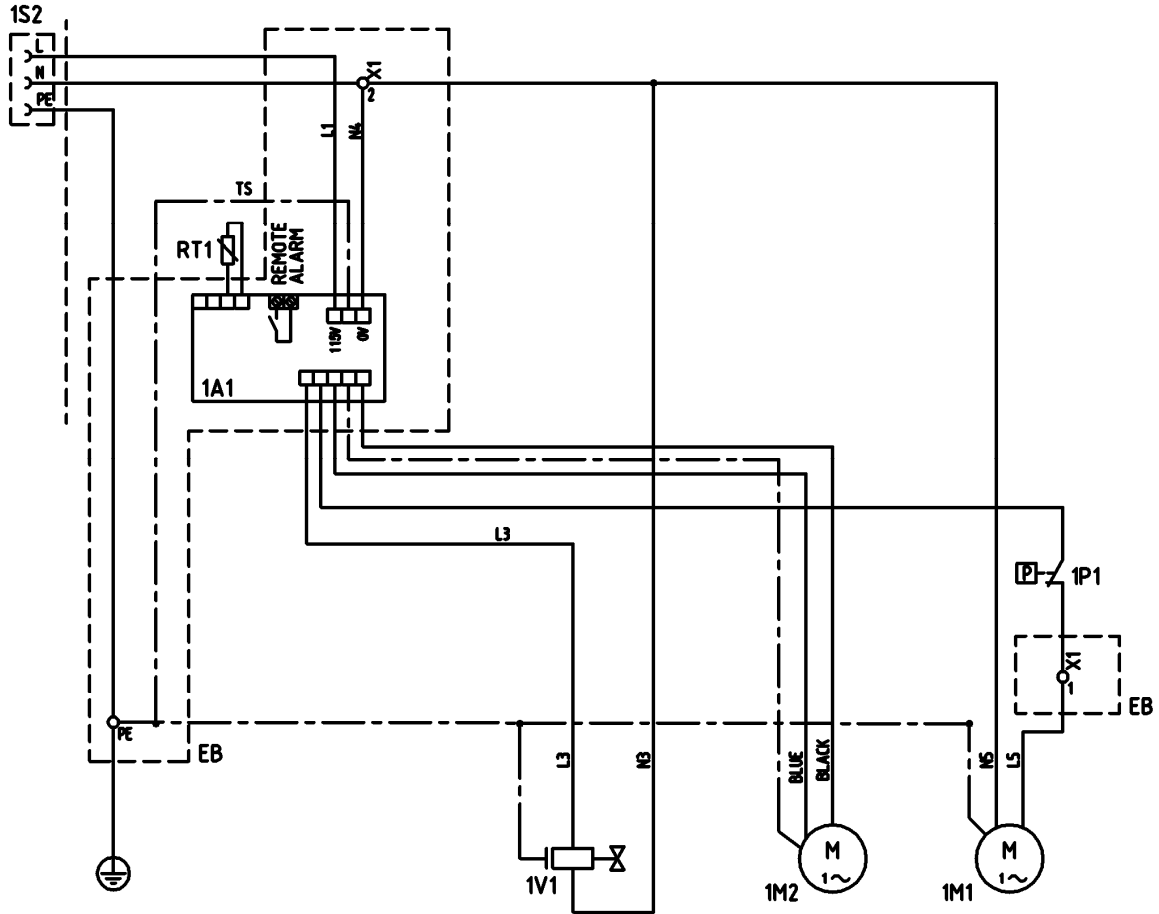 1S2
L
N
PE
X1
2
L1
N4
TS
RT1
REMOTE
ALARM
115V
0V
1A1
L3
P
1P1
X1
1
EB
PE
EB
L3
N3
BLUE
BLACK
N5
L5
1V1
M
1~
1M2
M
1~
1M1